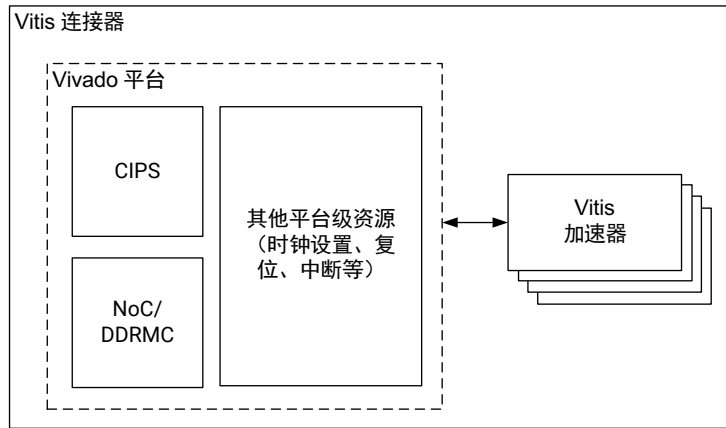 Vitis 连接器
Vivado 平台
CIPS
NoC/
DDRMC
其他平台级资源
（时钟设置、复
位、中断等）
Vitis
加速器